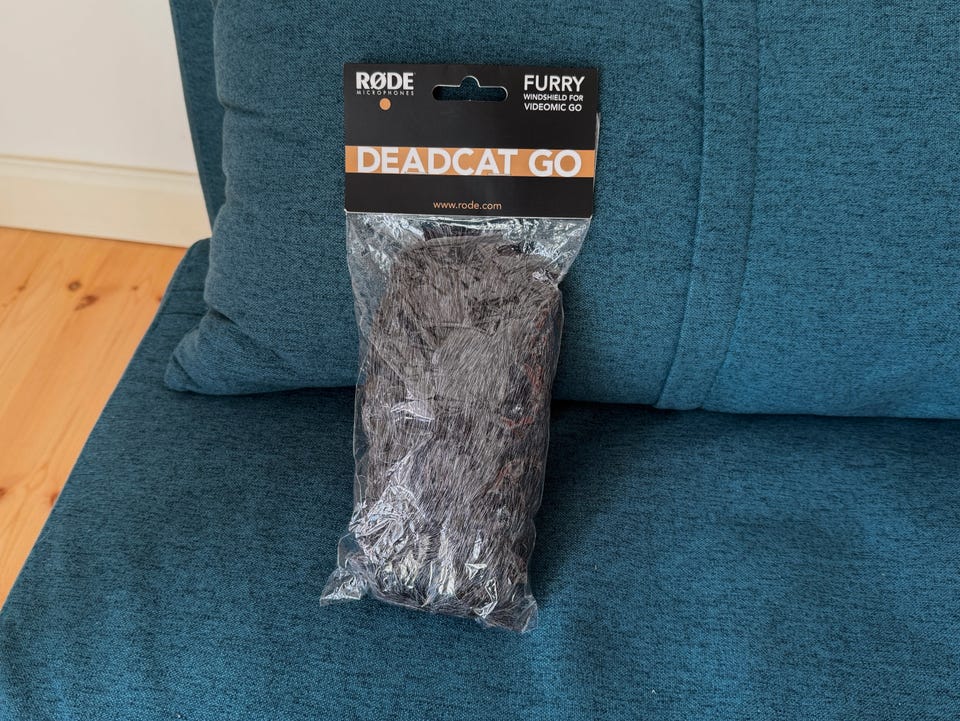 RØDE
MICROPHONES
FURRY
WINDSHIELD FOR
VIDEOMIC GO
DEADCAT GO
www.rode.com